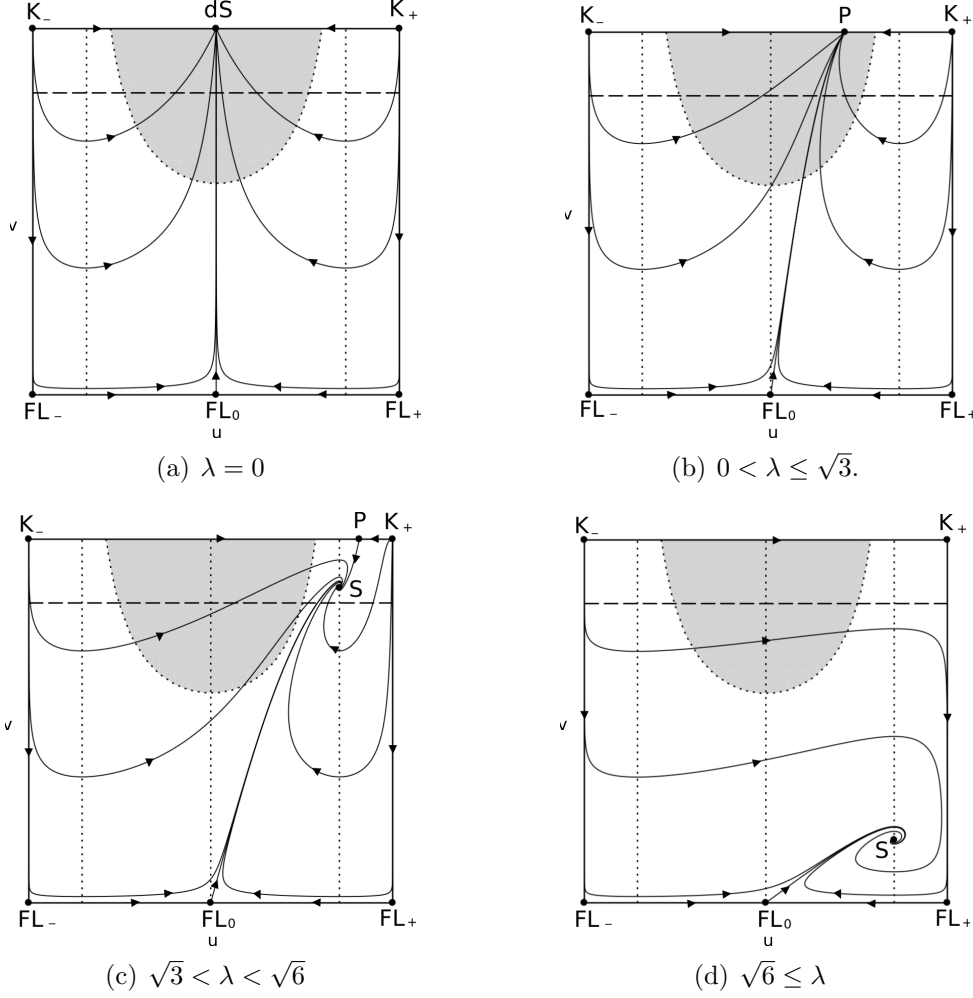 K₋ dS K₊
v
FL₋ FL₀ FL₊
u
(a) λ = 0
K₋ P K₊
v
FL₋ FL₀ FL₊
u
(b) 0 < λ ≤ √3.
K₋ P K₊
S
v
FL₋ FL₀ FL₊
u
(c) √3 < λ < √6
K₋ K₊
v
S
FL₋ FL₀ FL₊
u
(d) √6 ≤ λ